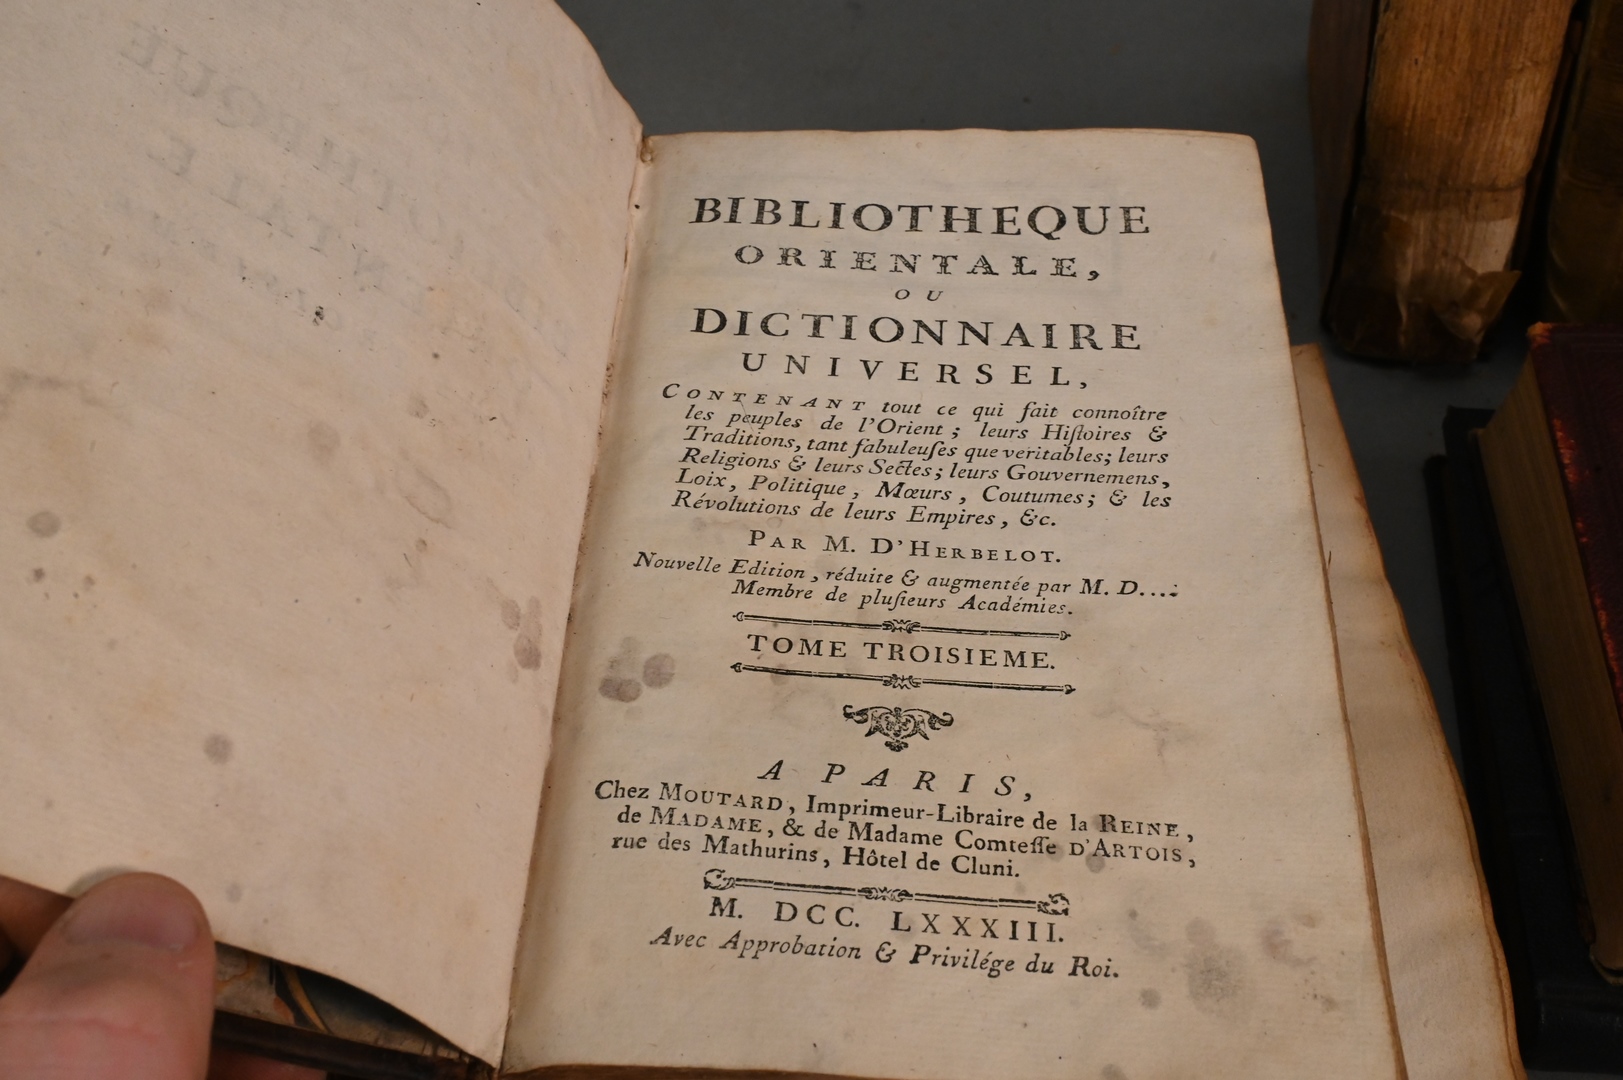 BIBLIOTHEQUE
ORIENTALE,
OU
DICTIONNAIRE
UNIVERSEL,
CONTENANT tout ce qui fait connoître
les peuples de l'Orient ; leurs Hiſtoires &
Traditions, tant fabuleuſes que veritables; leurs
Religions & leurs Sectes ; leurs Gouvernemens,
Loix, Politique, Mœurs, Coutumes; & les
Révolutions de leurs Empires, &c.
PAR M. D'HERBELOT.
Nouvelle Edition, réduite & augmentée par M. D....
Membre de pluſieurs Académies.
TOME TROISIEME.
A PARIS,
Chez MOUTARD, Imprimeur-Libraire de la REINE,
de MADAME, & de Madame Comteſſe D'ARTOIS,
rue des Mathurins, Hôtel de Cluni.
M. DCC. LXXXIII.
Avec Approbation & Privilége du Roi.